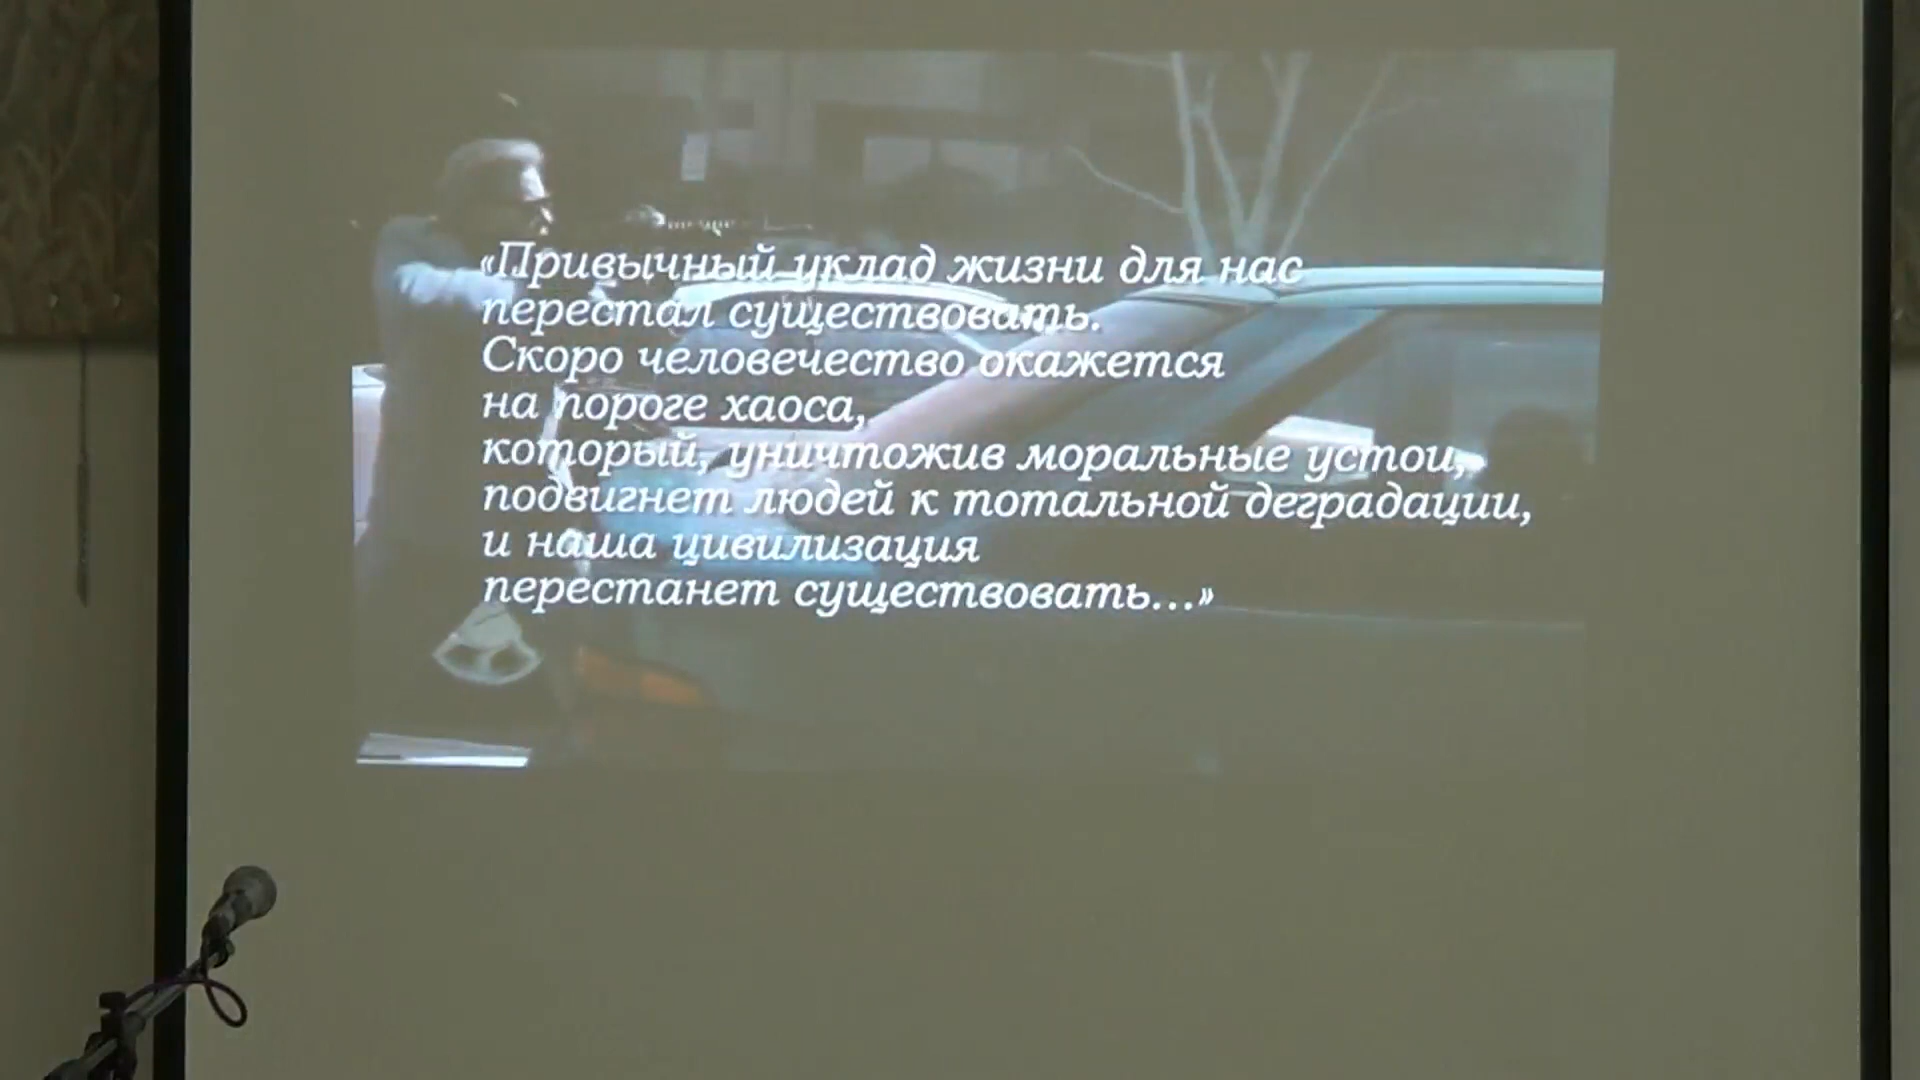 «Привычный уклад жизни для нас
перестал существовать.
Скоро человечество окажется
на пороге хаоса,
который, уничтожив моральные устои,
подвигнет людей к тотальной деградации,
и наша цивилизация
перестанет существовать...»